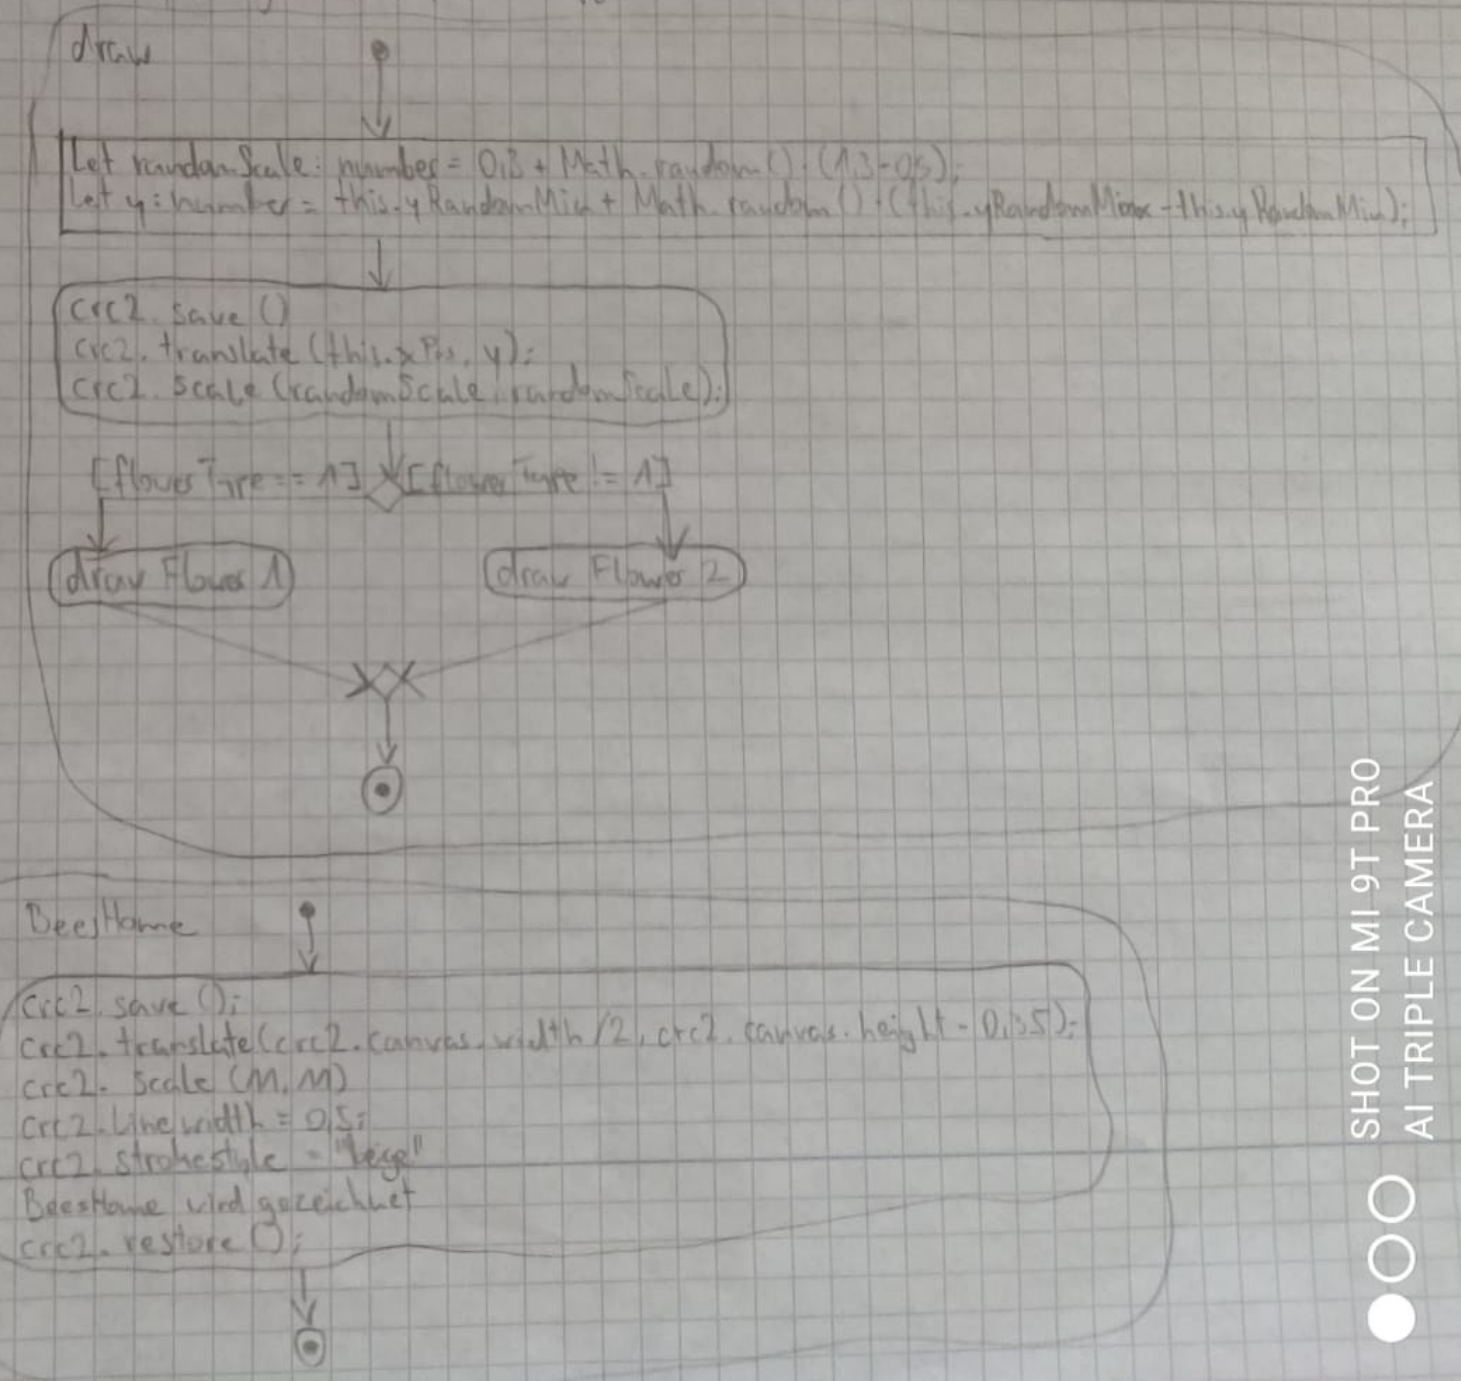 draw
Let randomScale: number = 0,8 + Math.random() · (1,3-0,5);
Let y: number = this.yRandomMin + Math.random() · (this.yRandomMax - this.yRandomMin);
crc2.save()
crc2.translate(this.xPos, y);
crc2.scale(randomScale, randomScale);
[flowerType == 1] [flowerType != 1]
draw Flower 1 draw Flower 2
BeesHome
crc2.save();
crc2.translate(crc2.canvas.width/2, crc2.canvas.height - 0,35);
crc2.scale(M, M)
crc2.linewidth = 0,5;
crc2.strokestyle = "beige"
BeesHome wird gezeichnet
crc2.restore();
SHOT ON MI 9T PRO
AI TRIPLE CAMERA